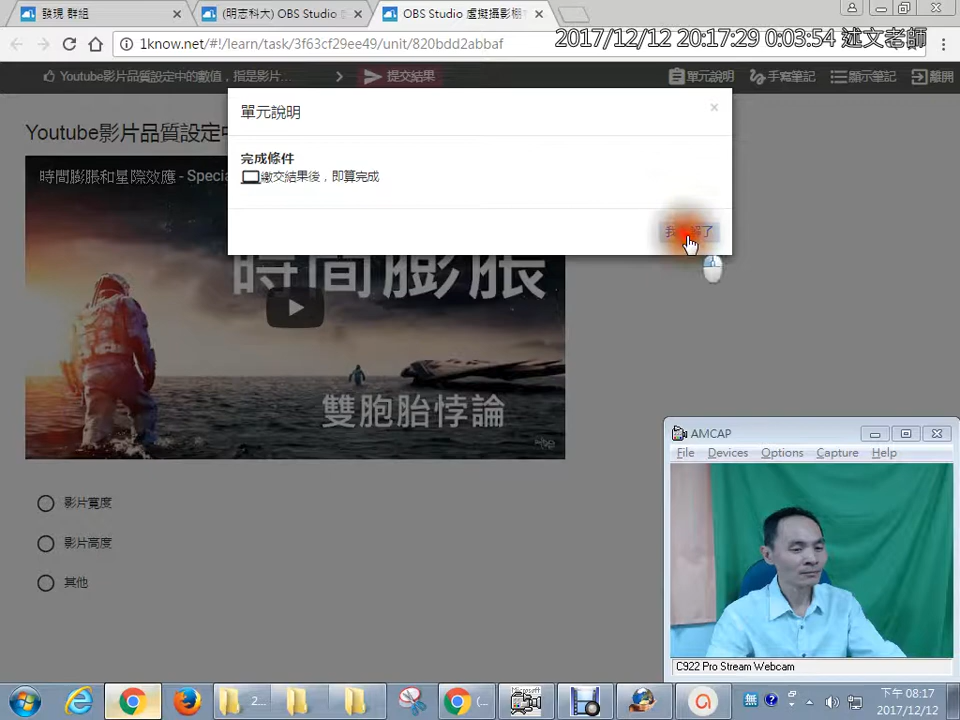 發現 群組
(明志科大) OBS Studio
OBS Studio 虛擬攝影棚
1know.net/#!/learn/task/3f63cf29ee49/unit/820bdd2abbaf
2017/12/12 20:17:29 0:03:54 述文老師
Youtube影片品質設定中的數值，指是影片...
提交結果
單元說明
手寫筆記
顯示筆記
離開
單元說明
×
Youtube影片品質設定中
完成條件
繳交結果後，即算完成
時間膨脹和星際效應 - Specia
時間膨脹
雙胞胎悖論
影片寬度
影片高度
其他
AMCAP
File Devices Options Capture Help
C922 Pro Stream Webcam
2...
(...
Microsoft
無
下午 08:17
2017/12/12